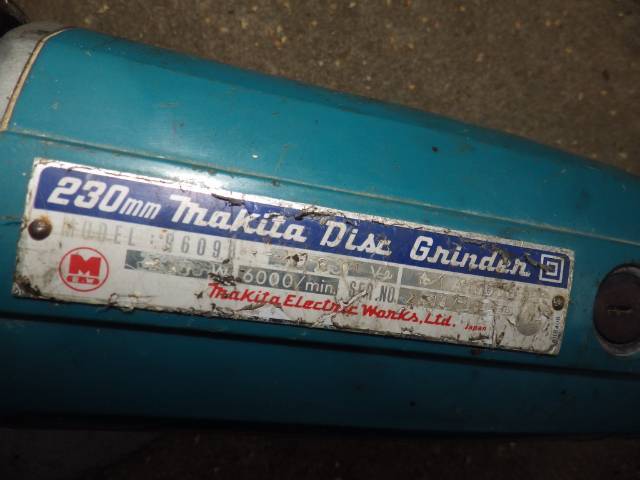 230mm Makita Disc Grinder
MODEL: 9609
W 6000/min. SER.NO.
M
E.W
Makita Electric Works, Ltd. Japan